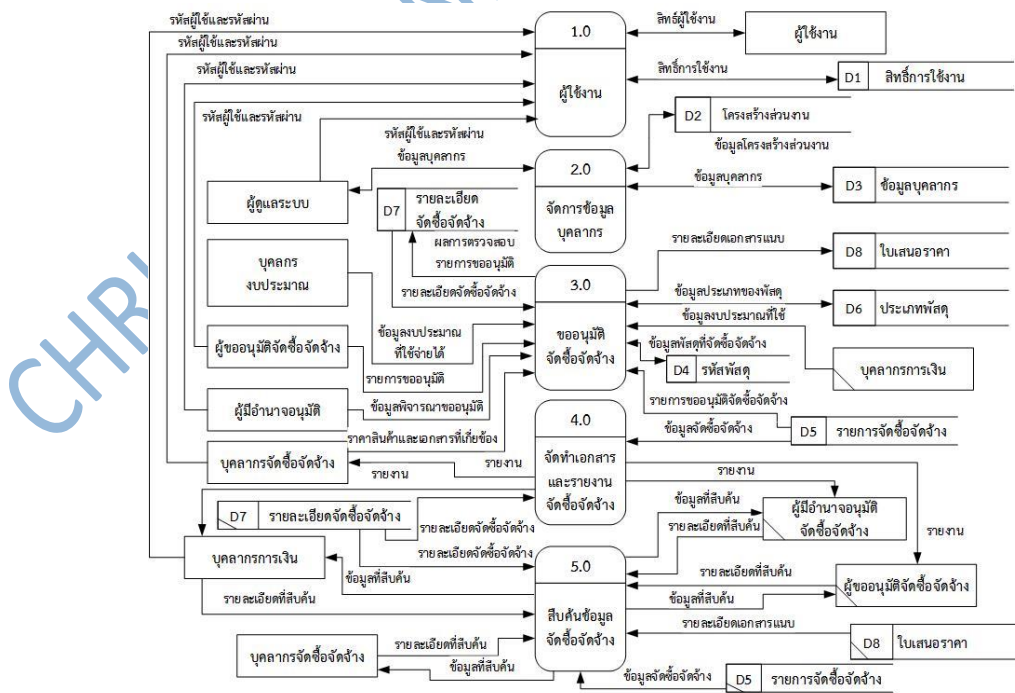 รหัสผู้ใช้และรหัสผ่าน
1.0
สิทธ์ผู้ใช้งาน
ผู้ใช้งาน
รหัสผู้ใช้และรหัสผ่าน
รหัสผู้ใช้และรหัสผ่าน
สิทธิ์การใช้งาน
D1 สิทธิ์การใช้งาน
ผู้ใช้งาน
รหัสผู้ใช้และรหัสผ่าน
D2 โครงสร้างส่วนงาน
รหัสผู้ใช้และรหัสผ่าน
ข้อมูลโครงสร้างส่วนงาน
ข้อมูลบุคลากร
2.0
ข้อมูลบุคลากร
D3 ข้อมูลบุคลากร
ผู้ดูแลระบบ
D7 รายละเอียด
จัดซื้อจัดจ้าง
จัดการข้อมูล
บุคลากร
ผลการตรวจสอบ
รายการขออนุมัติ
รายละเอียดเอกสารแนบ
D8 ใบเสนอราคา
บุคลกร
งบประมาณ
3.0
รายละเอียดจัดซื้อจัดจ้าง
ข้อมูลประเภทของพัสดุ
D6 ประเภทพัสดุ
ข้อมูลงบประมาณที่ใช้
ข้อมูลงบประมาณ
ที่ใช้จ่ายได้
ขออนุมัติ
จัดซื้อจัดจ้าง
ผู้ขออนุมัติจัดซื้อจัดจ้าง
ข้อมูลพัสดุที่จัดซื้อจัดจ้าง
D4 รหัสพัสดุ
บุคลากรการเงิน
รายการขออนุมัติ
รายการขออนุมัติจัดซื้อจัดจ้าง
ผู้มีอำนาจอนุมัติ
ข้อมูลพิจารณาขออนุมัติ
4.0
ข้อมูลจัดซื้อจัดจ้าง
D5 รายการจัดซื้อจัดจ้าง
ราคาสินค้าและเอกสารที่เกี่ยข้อง
บุคลากรจัดซื้อจัดจ้าง
รายงาน
รายงาน
จัดทำเอกสาร
และรายงาน
จัดซื้อจัดจ้าง
รายงาน
ข้อมูลที่สืบค้น
ผู้มีอำนาจอนุมัติ
จัดซื้อจัดจ้าง
D7 รายละเอียดจัดซื้อจัดจ้าง
รายละเอียดจัดซื้อจัดจ้าง
รายละเอียดที่สืบค้น
รายงาน
บุคลากรการเงิน
รายละเอียดจัดซื้อจัดจ้าง
5.0
ข้อมูลที่สืบค้น
รายละเอียดที่สืบค้น
ผู้ขออนุมัติจัดซื้อจัดจ้าง
รายละเอียดที่สืบค้น
ข้อมูลที่สืบค้น
สืบค้นข้อมูล
จัดซื้อจัดจ้าง
รายละเอียดเอกสารแนบ
บุคลากรจัดซื้อจัดจ้าง
รายละเอียดที่สืบค้น
D8 ใบเสนอราคา
ข้อมูลที่สืบค้น
ข้อมูลจัดซื้อจัดจ้าง
D5 รายการจัดซื้อจัดจ้าง